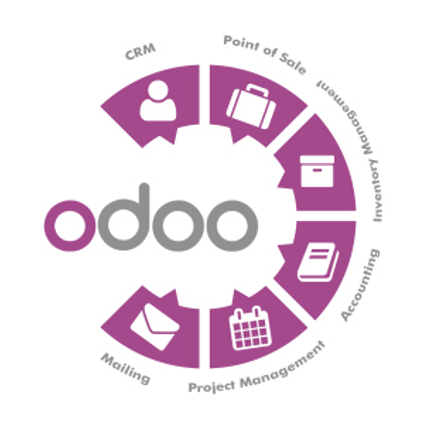 CRM
Point of Sale
Inventory Management
odoo
Accounting
Project Management
Mailing